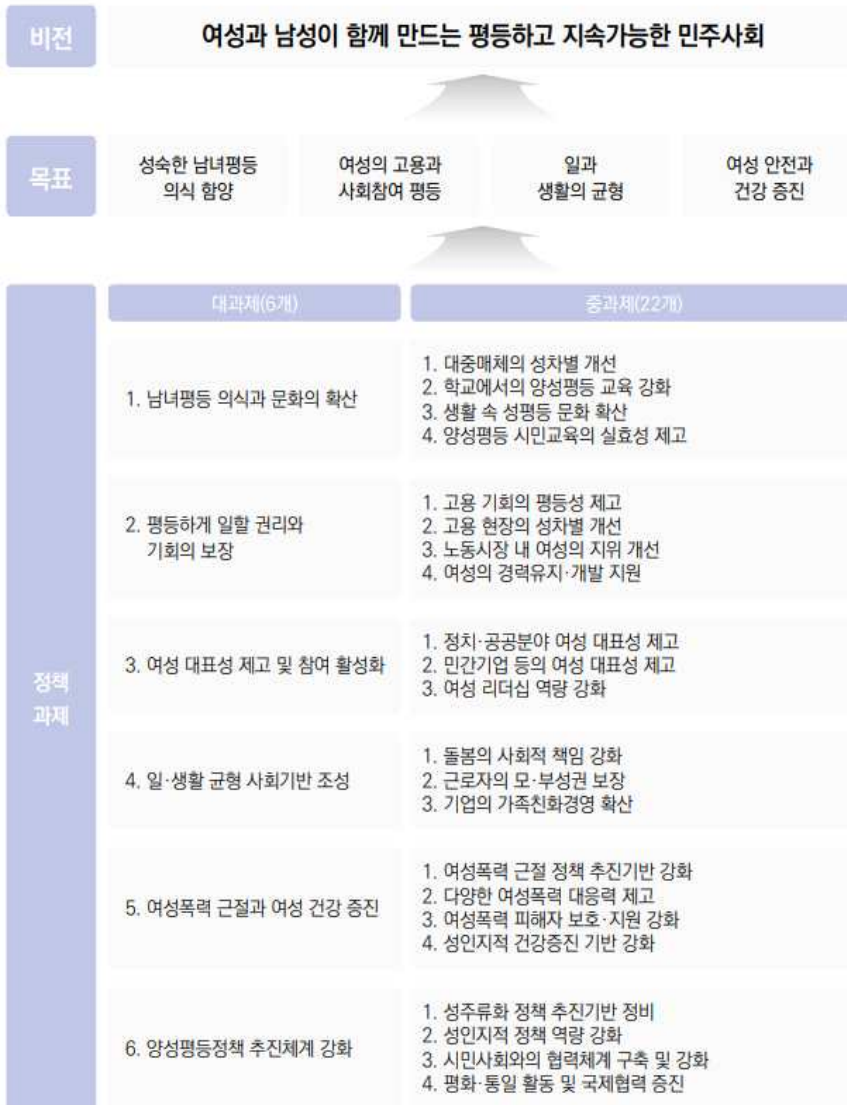 비전
여성과 남성이 함께 만드는 평등하고 지속가능한 민주사회
목표
성숙한 남녀평등
의식 함양
여성의 고용과
사회참여 평등
일과
생활의 균형
여성 안전과
건강 증진
정책
과제
대과제(6개)
중과제(22개)
1. 남녀평등 의식과 문화의 확산
1. 대중매체의 성차별 개선
2. 학교에서의 양성평등 교육 강화
3. 생활 속 성평등 문화 확산
4. 양성평등 시민교육의 실효성 제고
2. 평등하게 일할 권리와
기회의 보장
1. 고용 기회의 평등성 제고
2. 고용 현장의 성차별 개선
3. 노동시장 내 여성의 지위 개선
4. 여성의 경력유지·개발 지원
3. 여성 대표성 제고 및 참여 활성화
1. 정치·공공분야 여성 대표성 제고
2. 민간기업 등의 여성 대표성 제고
3. 여성 리더십 역량 강화
4. 일·생활 균형 사회기반 조성
1. 돌봄의 사회적 책임 강화
2. 근로자의 모·부성권 보장
3. 기업의 가족친화경영 확산
5. 여성폭력 근절과 여성 건강 증진
1. 여성폭력 근절 정책 추진기반 강화
2. 다양한 여성폭력 대응력 제고
3. 여성폭력 피해자 보호·지원 강화
4. 성인지적 건강증진 기반 강화
6. 양성평등정책 추진체계 강화
1. 성주류화 정책 추진기반 정비
2. 성인지적 정책 역량 강화
3. 시민사회와의 협력체계 구축 및 강화
4. 평화·통일 활동 및 국제협력 증진